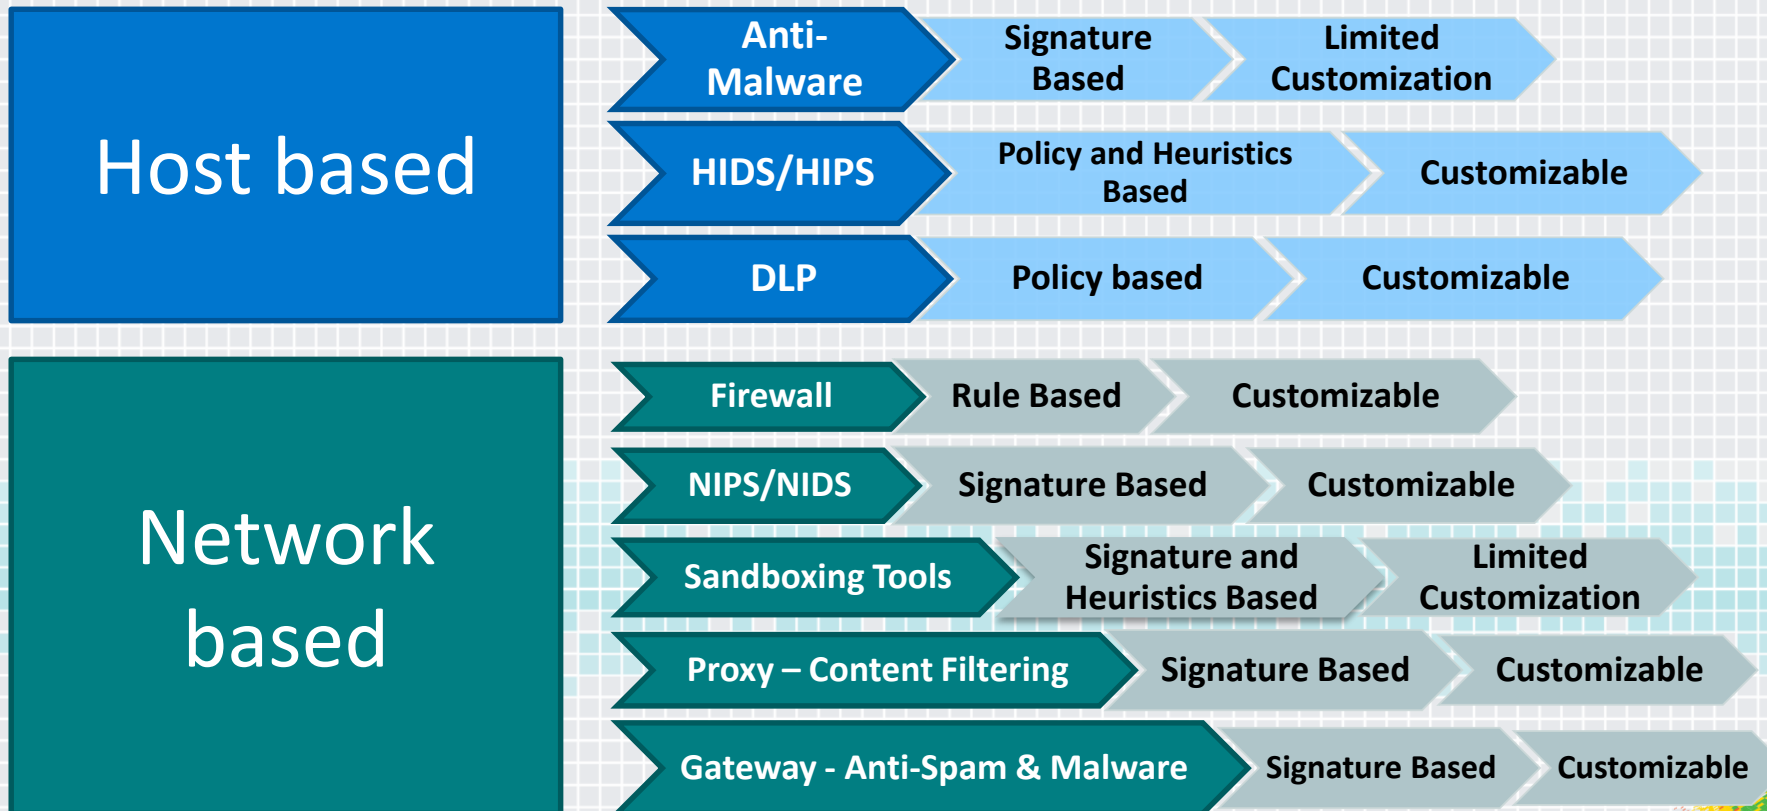 Host based
Anti-
Malware
Signature
Based
Limited
Customization
HIDS/HIPS
Policy and Heuristics
Based
Customizable
DLP
Policy based
Customizable
Network
based
Firewall
Rule Based
Customizable
NIPS/NIDS
Signature Based
Customizable
Sandboxing Tools
Signature and
Heuristics Based
Limited
Customization
Proxy – Content Filtering
Signature Based
Customizable
Gateway - Anti-Spam & Malware
Signature Based
Customizable